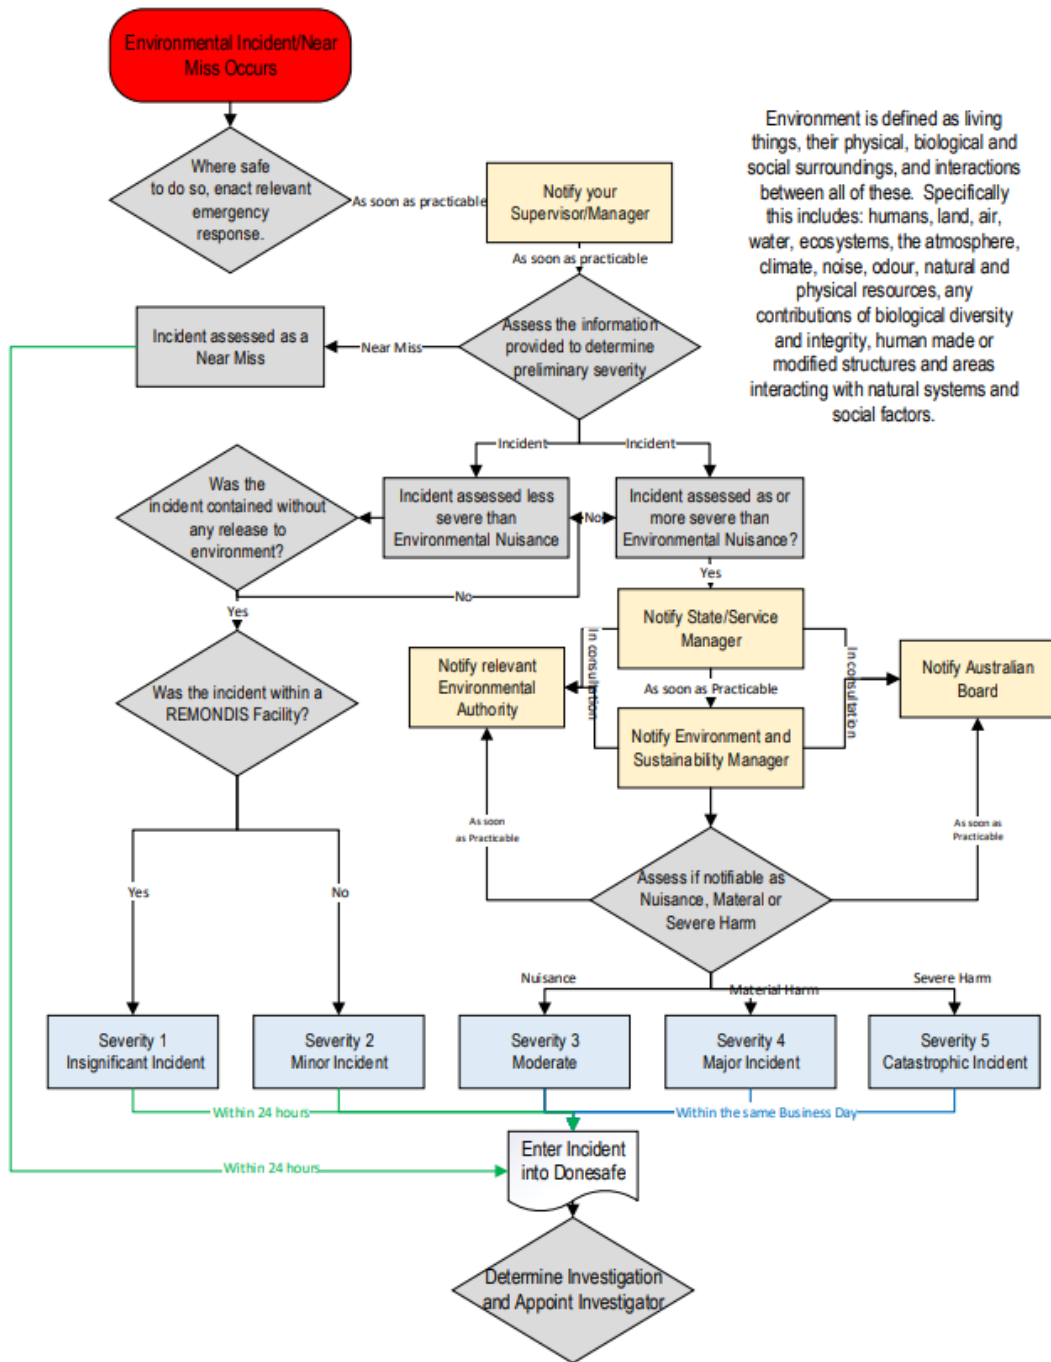 Environmental Incident/Near
Miss Occurs
Where safe
to do so, enact relevant
emergency
response.
As soon as practicable
Notify your
Supervisor/Manager
As soon as practicable
Environment is defined as living
things, their physical, biological and
social surroundings, and interactions
between all of these. Specifically
this includes: humans, land, air,
water, ecosystems, the atmosphere,
climate, noise, odour, natural and
physical resources, any
contributions of biological diversity
and integrity, human made or
modified structures and areas
interacting with natural systems and
social factors.
Incident assessed as a
Near Miss
Near Miss
Assess the information
provided to determine
preliminary severity
Incident
Incident
Was the
incident contained without
any release to
environment?
Incident assessed less
severe than
Environmental Nuisance
No
Incident assessed as or
more severe than
Environmental Nuisance?
No
Yes
Yes
Notify State/Service
Manager
In consultation
In consultation
Notify relevant
Environmental
Authority
Notify Australian
Board
As soon as Practicable
Was the incident within a
REMONDIS Facility?
Notify Environment and
Sustainability Manager
As soon
as Practicable
As soon as
Practicable
Assess if notifiable as
Nuisance, Materal or
Severe Harm
Yes
No
Nuisance
Material Harm
Severe Harm
Severity 1
Insignificant Incident
Severity 2
Minor Incident
Severity 3
Moderate
Severity 4
Major Incident
Severity 5
Catastrophic Incident
Within 24 hours
Within the same Business Day
Within 24 hours
Enter Incident
into Donesafe
Determine Investigation
and Appoint Investigator